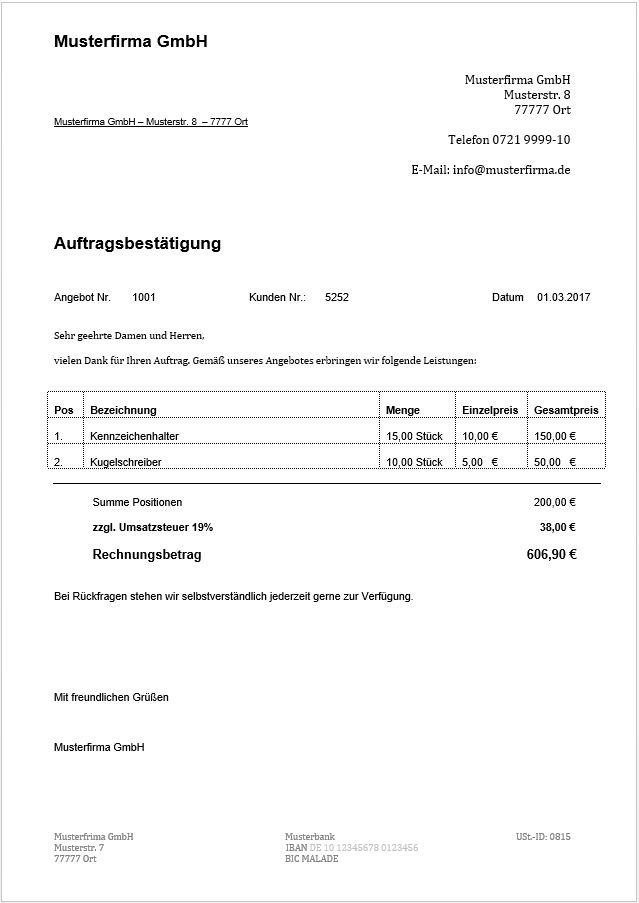 Musterfirma GmbH
Musterfirma GmbH
Musterstr. 8
77777 Ort
Musterfirma GmbH – Musterstr. 8 – 7777 Ort
Telefon 0721 9999-10
E-Mail: info@musterfirma.de
Auftragsbestätigung
Angebot Nr. 1001 Kunden Nr.: 5252 Datum 01.03.2017
Sehr geehrte Damen und Herren,
vielen Dank für Ihren Auftrag. Gemäß unseres Angebotes erbringen wir folgende Leistungen:
Pos Bezeichnung Menge Einzelpreis Gesamtpreis
1. Kennzeichenhalter 15,00 Stück 10,00 € 150,00 €
2. Kugelschreiber 10,00 Stück 5,00 € 50,00 €
Summe Positionen 200,00 €
zzgl. Umsatzsteuer 19% 38,00 €
Rechnungsbetrag 606,90 €
Bei Rückfragen stehen wir selbstverständlich jederzeit gerne zur Verfügung.
Mit freundlichen Grüßen
Musterfirma GmbH
Musterfrima GmbH Musterbank USt.-ID: 0815
Musterstr. 7 IBAN DE 10 12345678 0123456
77777 Ort BIC MALADE